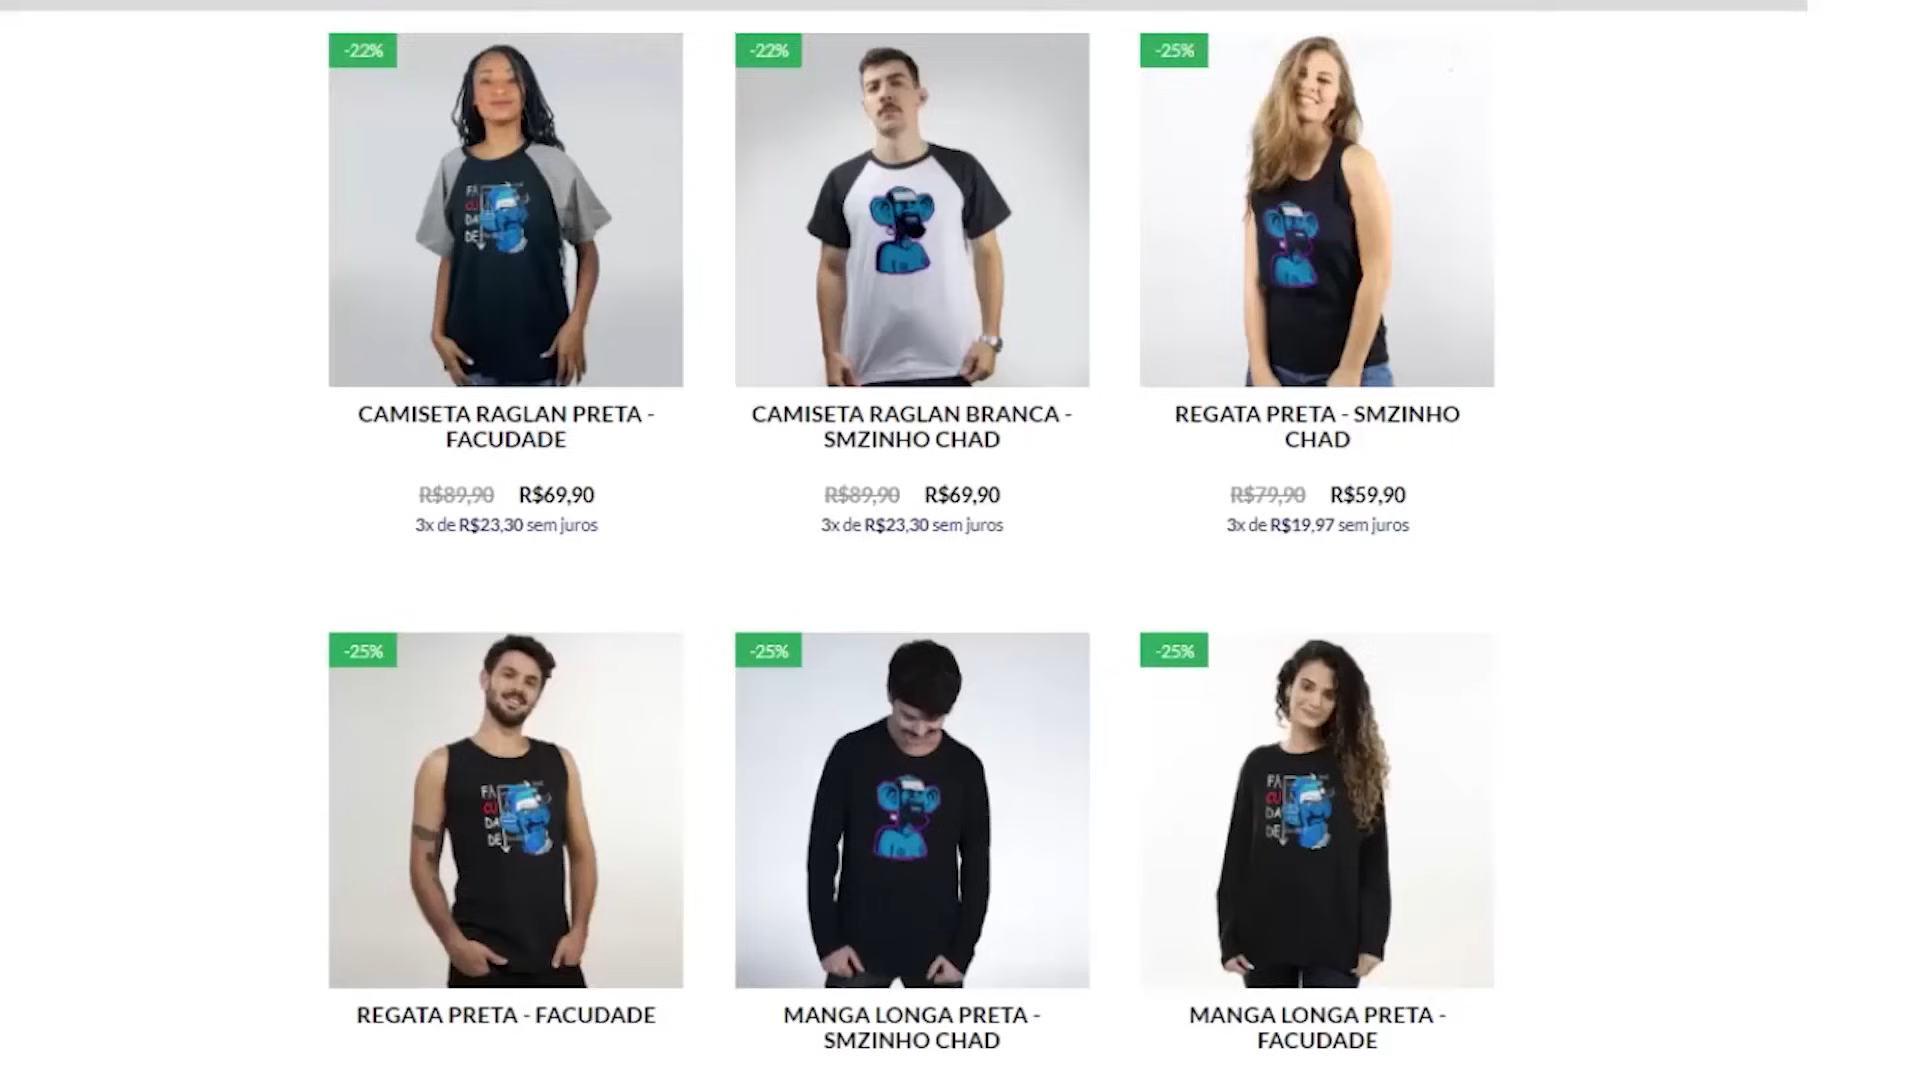 -22%
-22%
-25%
FA
CU
DA
DE
CAMISETA RAGLAN PRETA -
FACUDADE
CAMISETA RAGLAN BRANCA -
SMZINHO CHAD
REGATA PRETA - SMZINHO
CHAD
R$89,90 R$69,90
R$89,90 R$69,90
R$79,90 R$59,90
3x de R$23,30 sem juros
3x de R$23,30 sem juros
3x de R$19,97 sem juros
-25%
-25%
-25%
FA
CU
DA
DE
FA
CU
DA
DE
REGATA PRETA - FACUDADE
MANGA LONGA PRETA -
SMZINHO CHAD
MANGA LONGA PRETA -
FACUDADE